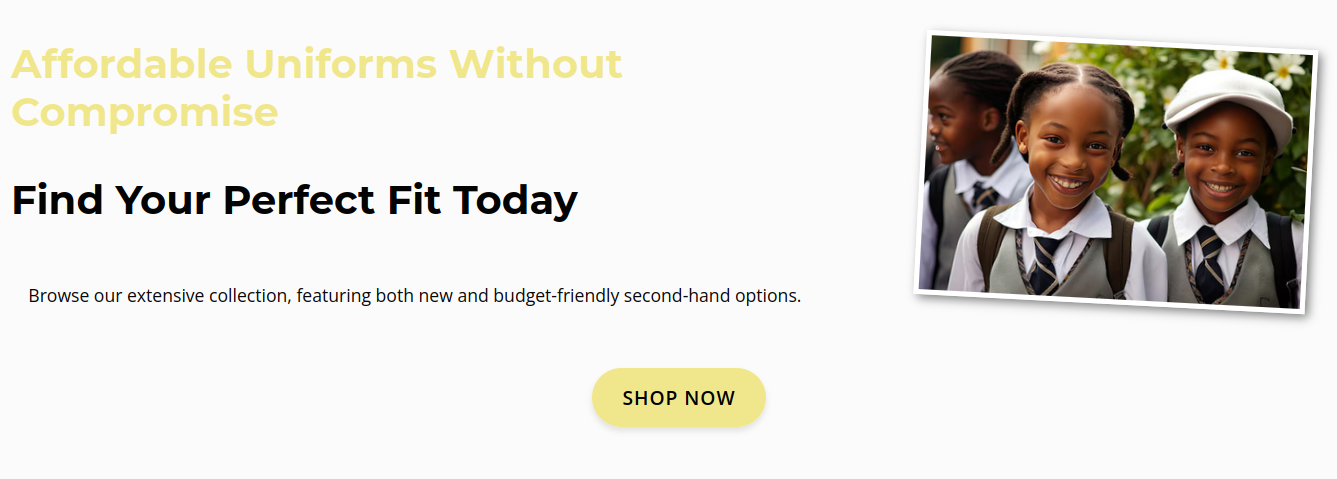 Affordable Uniforms Without
Compromise
Find Your Perfect Fit Today
Browse our extensive collection, featuring both new and budget-friendly second-hand options.
SHOP NOW